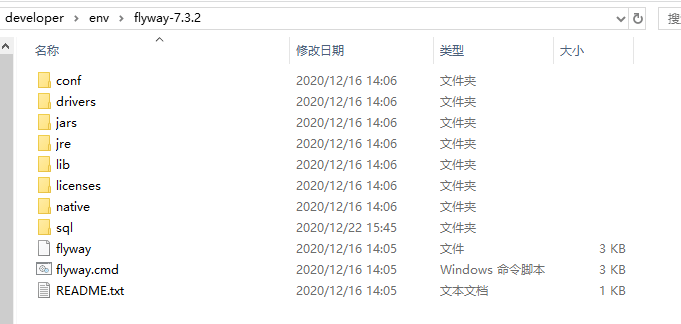 developer > env > flyway-7.3.2 搜
名称 修改日期 类型 大小
conf 2020/12/16 14:06 文件夹
drivers 2020/12/16 14:06 文件夹
jars 2020/12/16 14:06 文件夹
jre 2020/12/16 14:06 文件夹
lib 2020/12/16 14:06 文件夹
licenses 2020/12/16 14:06 文件夹
native 2020/12/16 14:06 文件夹
sql 2020/12/22 15:45 文件夹
flyway 2020/12/16 14:05 文件 3 KB
flyway.cmd 2020/12/16 14:05 Windows 命令脚本 3 KB
README.txt 2020/12/16 14:05 文本文档 1 KB